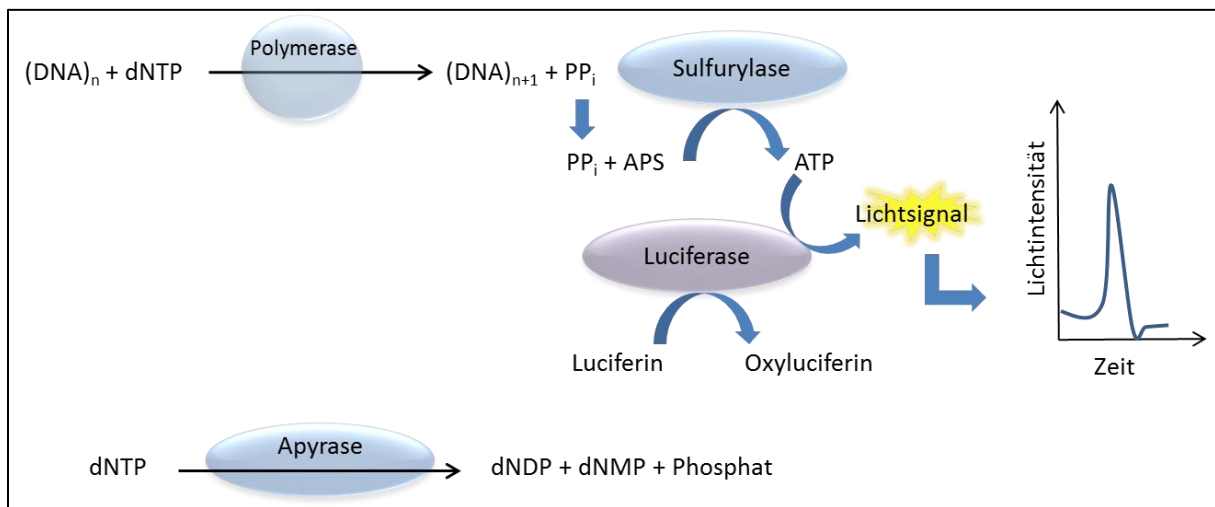 Polymerase
(DNA)n + dNTP
(DNA)n+1 + PPi
Sulfurylase
PPi + APS
ATP
Lichtsignal
Luciferase
Luciferin
Oxyluciferin
Lichtintensität
Zeit
dNTP
Apyrase
dNDP + dNMP + Phosphat